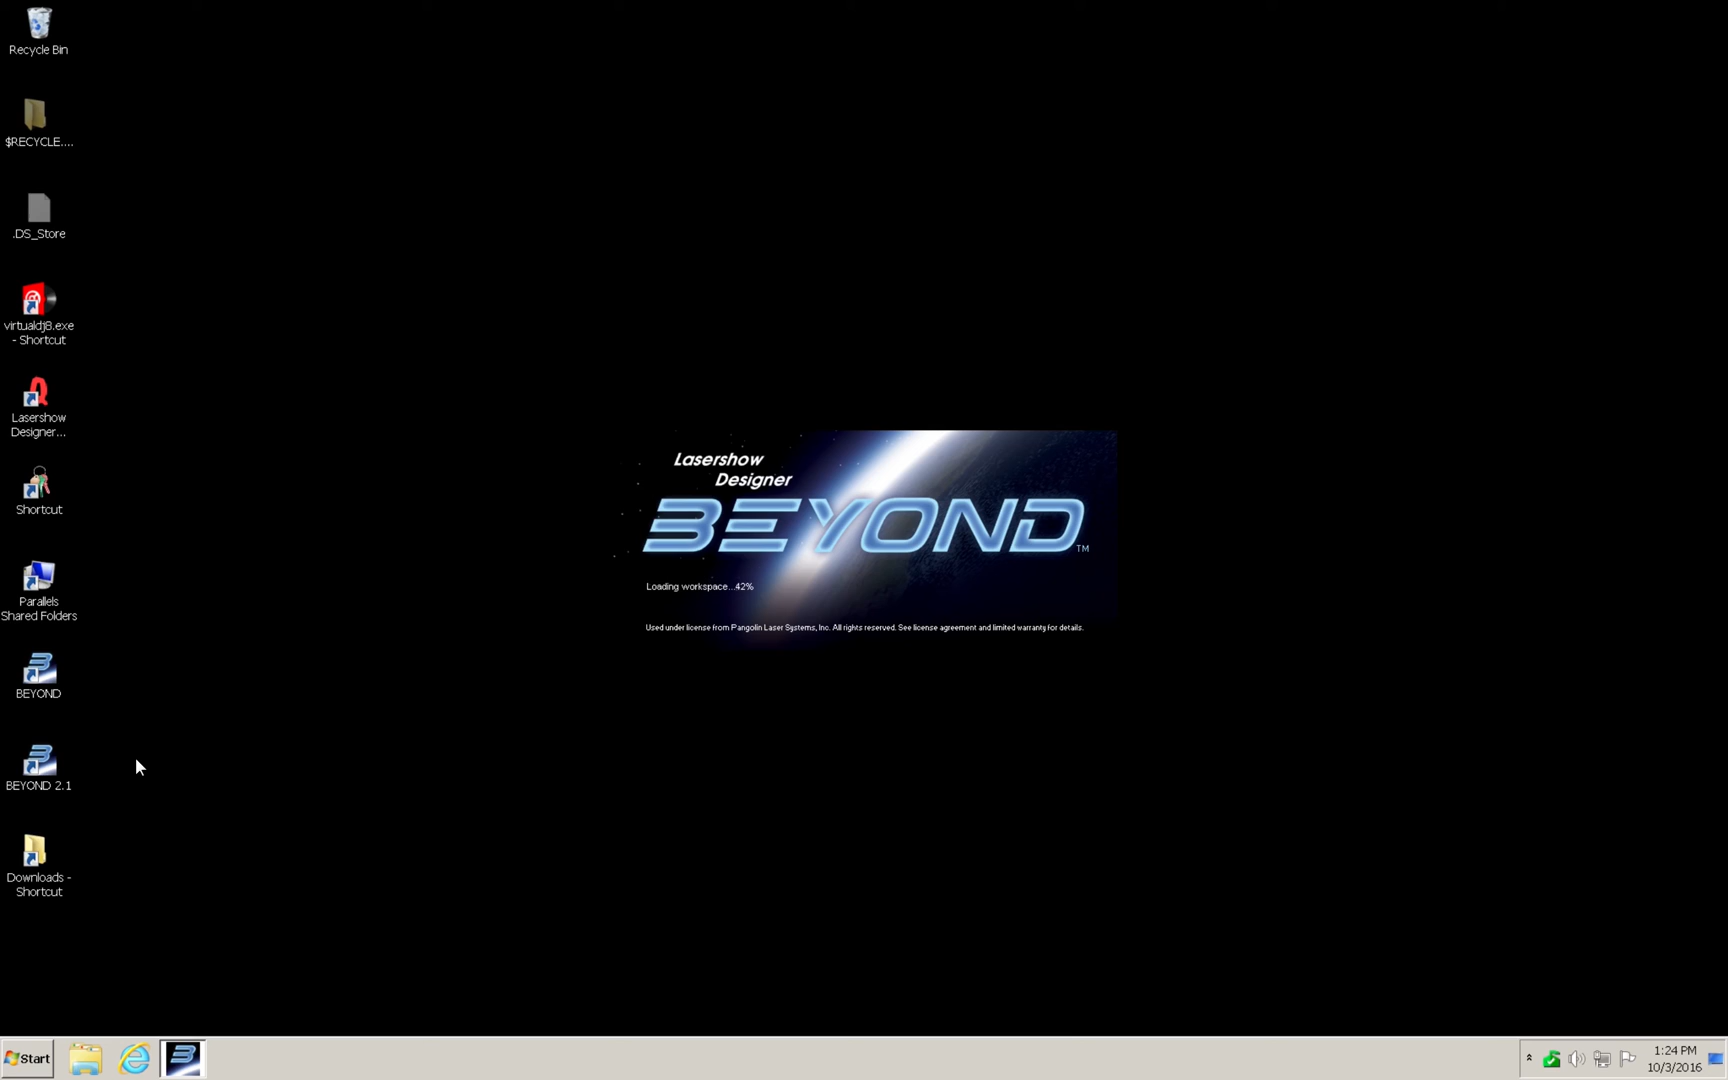 Recycle Bin
$RECYCLE....
.DS_Store
virtualdj8.exe
- Shortcut
Lasershow
Designer...
Shortcut
Parallels
Shared Folders
BEYOND
BEYOND 2.1
Downloads -
Shortcut
Lasershow
Designer
BEYOND™
Loading workspace...42%
Used under license from Pangolin Laser Systems, Inc. All rights reserved. See license agreement and limited warranty for details.
Start
1:24 PM
10/3/2016